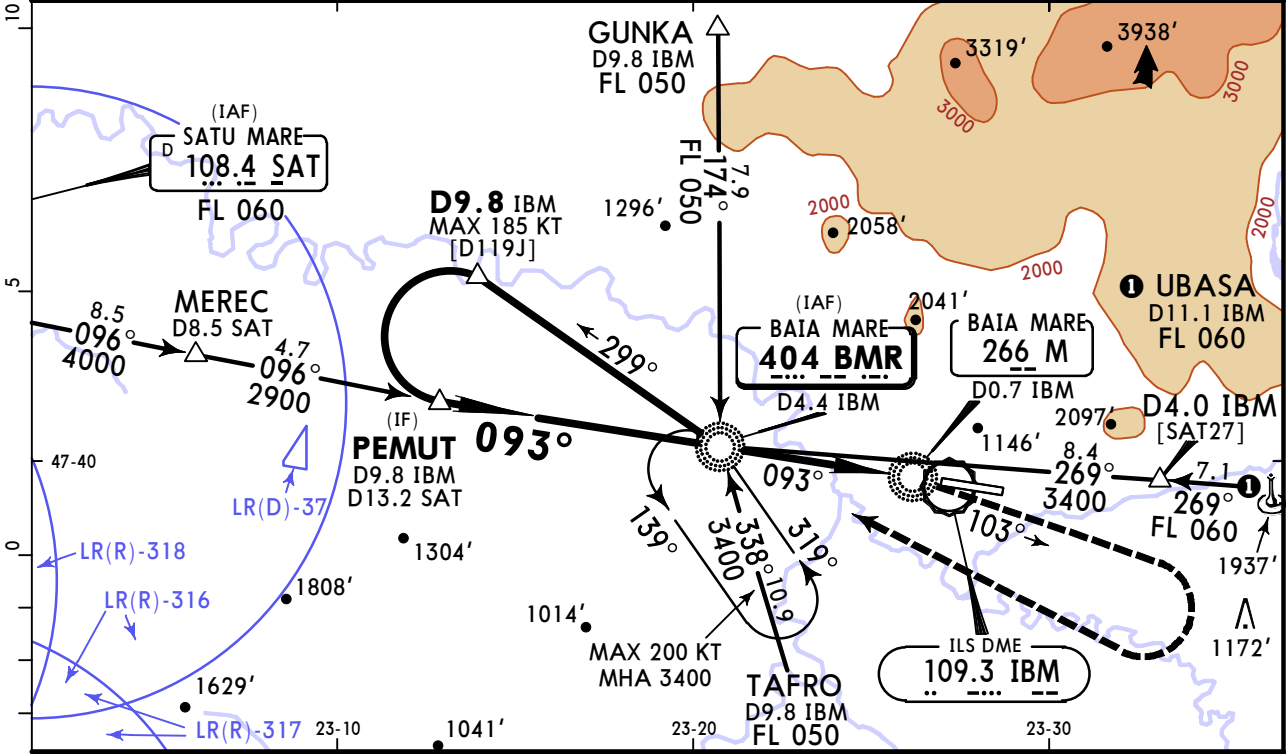 10
5
0
GUNKA
D9.8 IBM
FL 050
3319'
3938'
3000
3000
(IAF)
SATU MARE
D
108.4 SAT
FL 060
7.9
174°
FL 050
D9.8 IBM
MAX 185 KT
[D119J]
1296'
2000
2058'
2000
2000
MEREC
D8.5 SAT
8.5
096°
4000
4.7
096°
2900
299°
(IAF)
BAIA MARE
404 BMR
D4.4 IBM
2041'
BAIA MARE
266 M
D0.7 IBM
1 UBASA
D11.1 IBM
FL 060
(IF)
PEMUT
D9.8 IBM
D13.2 SAT
093°
093°
1146'
2097'
D4.0 IBM
[SAT27]
8.4
269°
3400
7.1
269°
FL 060
1
1937'
47-40
LR(D)-37
LR(R)-318
LR(R)-316
LR(R)-317
1304'
1808'
1629'
1041'
1014'
139°
338°
3400
10.9
319°
103°
MAX 200 KT
MHA 3400
TAFRO
D9.8 IBM
FL 050
ILS DME
109.3 IBM
1172'
23-10
23-20
23-30